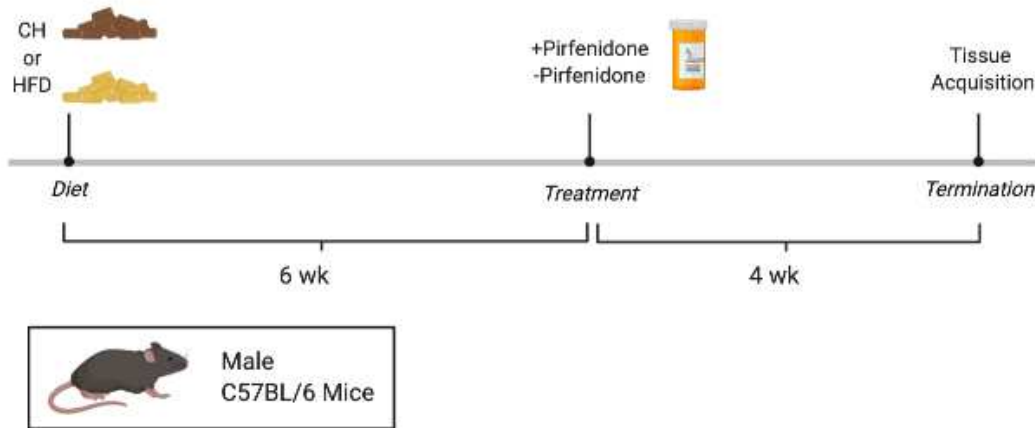 CH
or
HFD
+Pirfenidone
-Pirfenidone
Tissue
Acquisition
Diet
Treatment
Termination
6 wk
4 wk
Male
C57BL/6 Mice